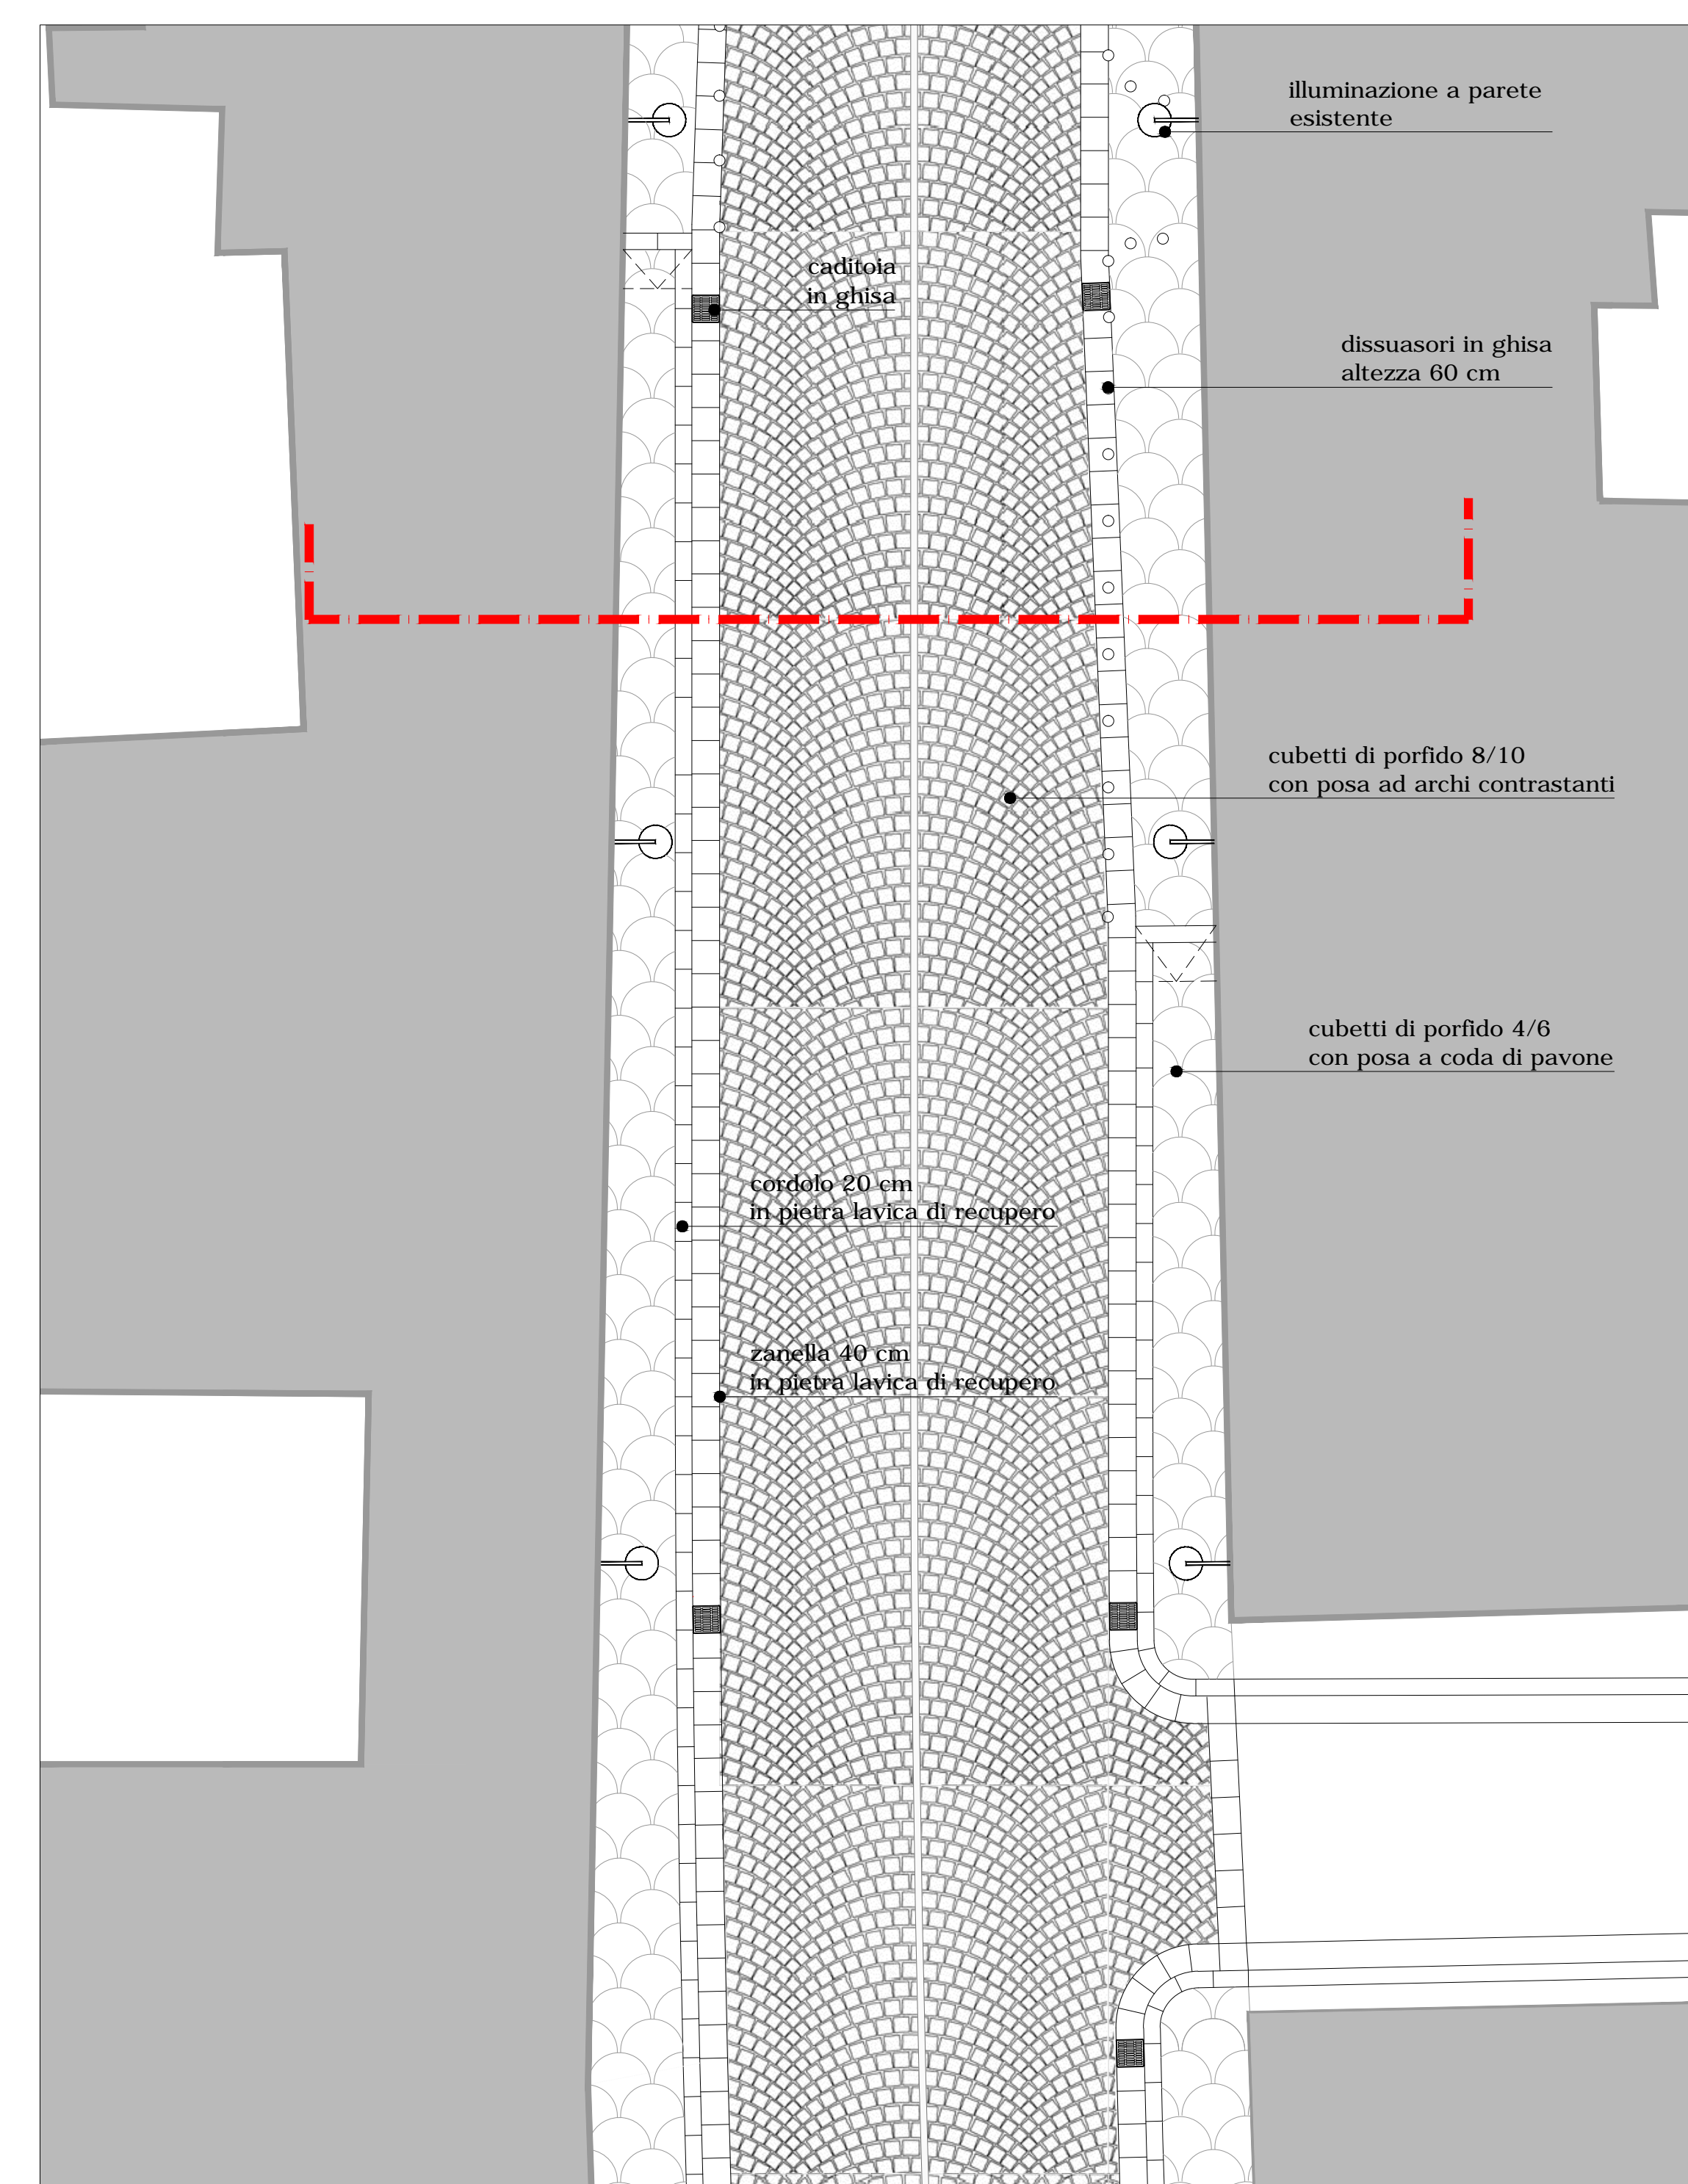 illuminazione a parete
esistente
caditoia
in ghisa
dissuasori in ghisa
altezza 60 cm
cubetti di porfido 8/10
con posa ad archi contrastanti
cubetti di porfido 4/6
con posa a coda di pavone
cordolo 20 cm
in pietra lavica di recupero
zanella 40 cm
in pietra lavica di recupero